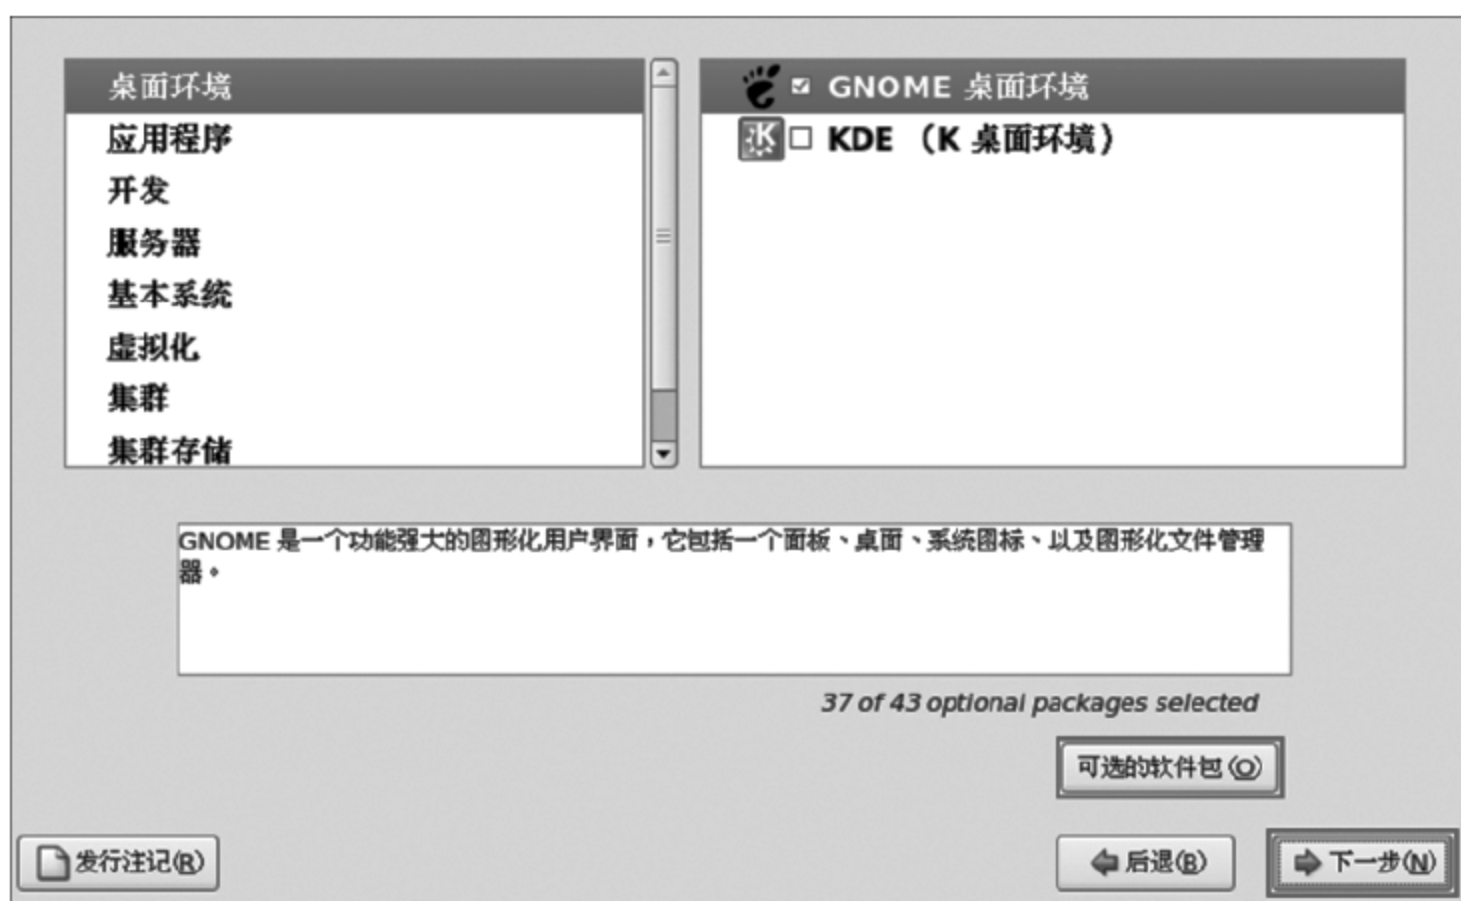 桌面环境
应用程序
开发
服务器
基本系统
虚拟化
集群
集群存储
GNOME 桌面环境
KDE （K 桌面环境）
GNOME 是一个功能强大的图形化用户界面，它包括一个面板、桌面、系统图标、以及图形化文件管理
器。
37 of 43 optional packages selected
可选的软件包(O)
发行注记(R)
后退(B)
下一步(N)